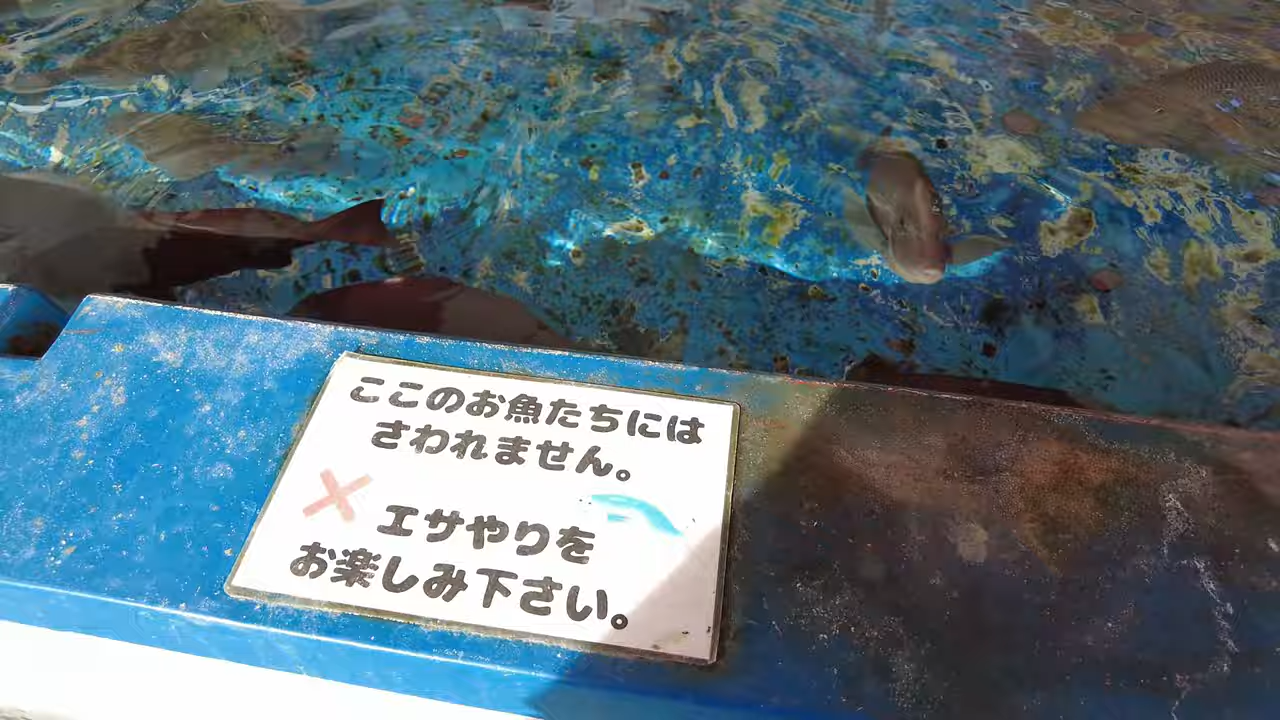 ここのお魚たちには
さわれません。
エサやりを
お楽しみ下さい。